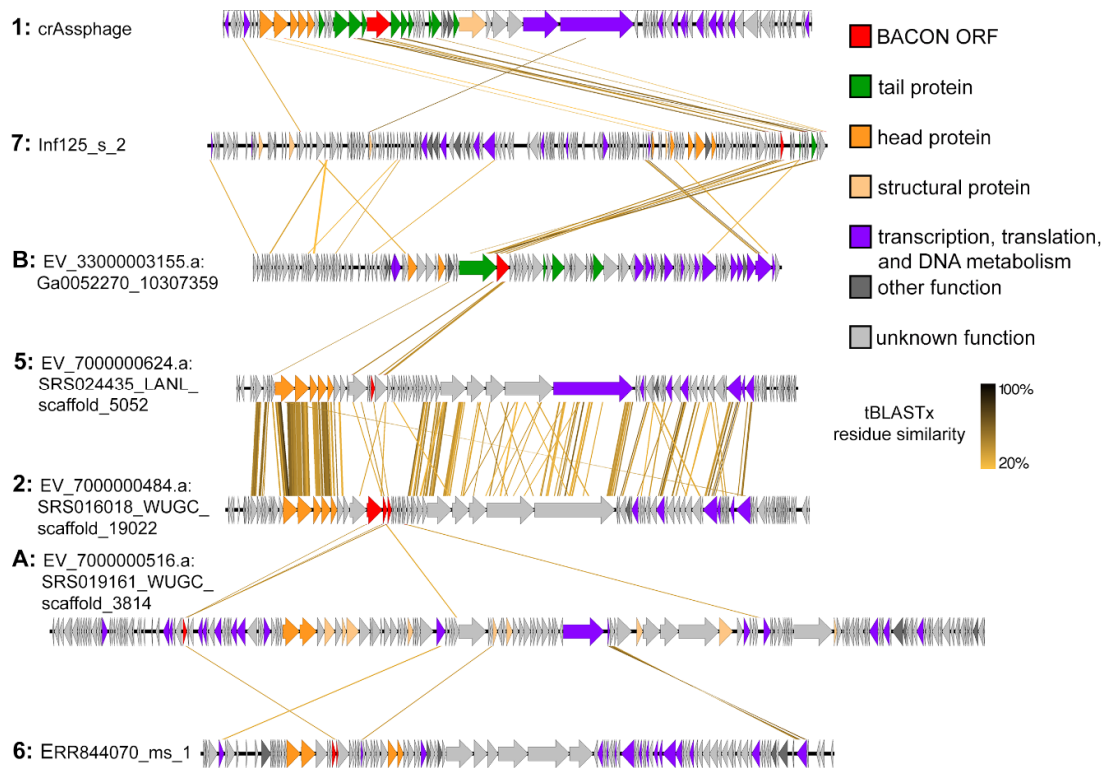 1: crAssphage
7: Inf125_s_2
B: EV_33000003155.a:
Ga0052270_10307359
5: EV_7000000624.a:
SRS024435_LANL_
scaffold_5052
2: EV_7000000484.a:
SRS016018_WUGC_
scaffold_19022
A: EV_7000000516.a:
SRS019161_WUGC_
scaffold_3814
6: ERR844070_ms_1
BACON ORF
tail protein
head protein
structural protein
transcription, translation,
and DNA metabolism
other function
unknown function
tBLASTx
residue similarity
100%
20%